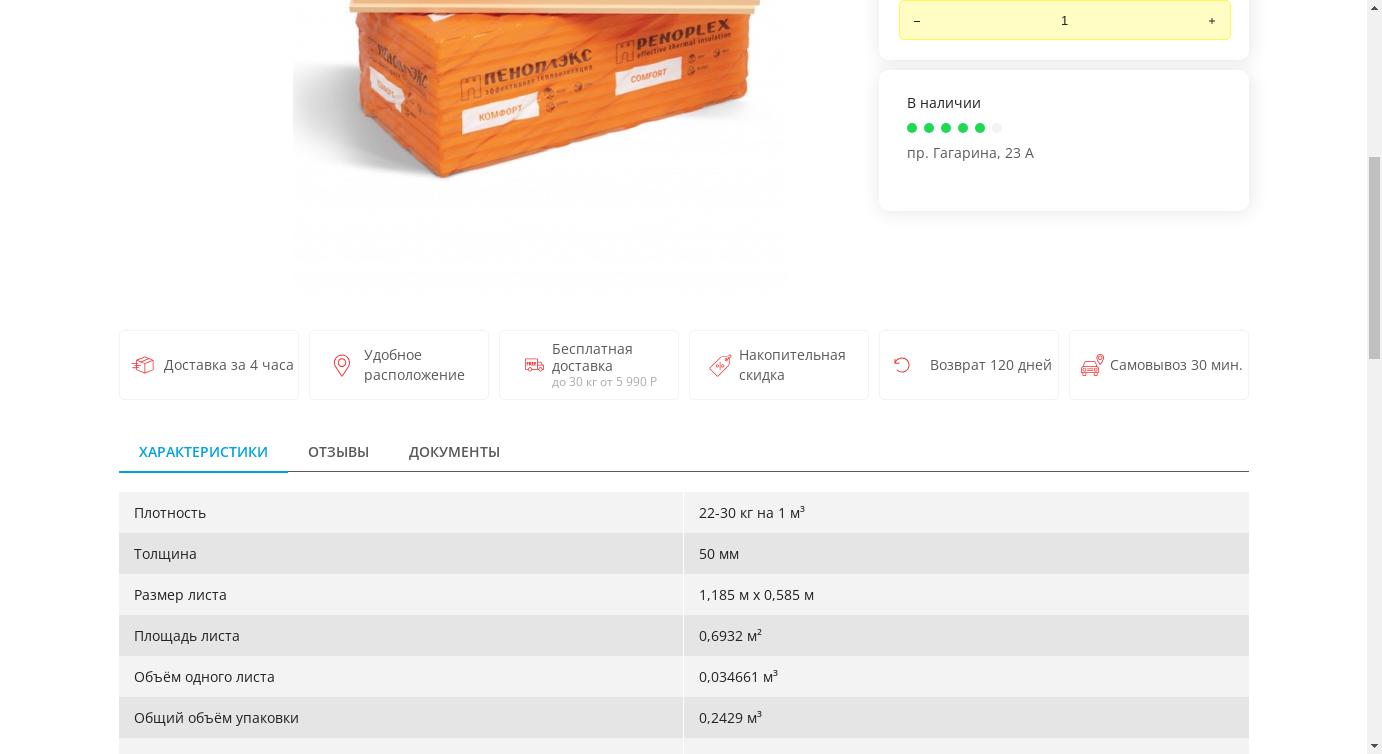 ПЕНОПЛЭКС
эффективная теплоизоляция
КОМФОРТ
PENOPLEX
effective thermal insulation
COMFORT
−
1
+
В наличии
пр. Гагарина, 23 А
Доставка за 4 часа
Удобное
расположение
Бесплатная
доставка
до 30 кг от 5 990 Р
Накопительная
скидка
Возврат 120 дней
Самовывоз 30 мин.
ХАРАКТЕРИСТИКИ
ОТЗЫВЫ
ДОКУМЕНТЫ
Плотность
22-30 кг на 1 м³
Толщина
50 мм
Размер листа
1,185 м х 0,585 м
Площадь листа
0,6932 м²
Объём одного листа
0,034661 м³
Общий объём упаковки
0,2429 м³